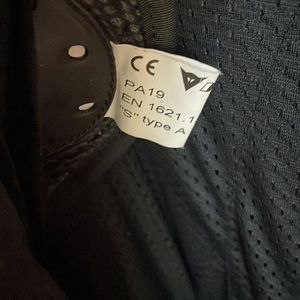 CE
PA19
EN 1621.1
"S" type A